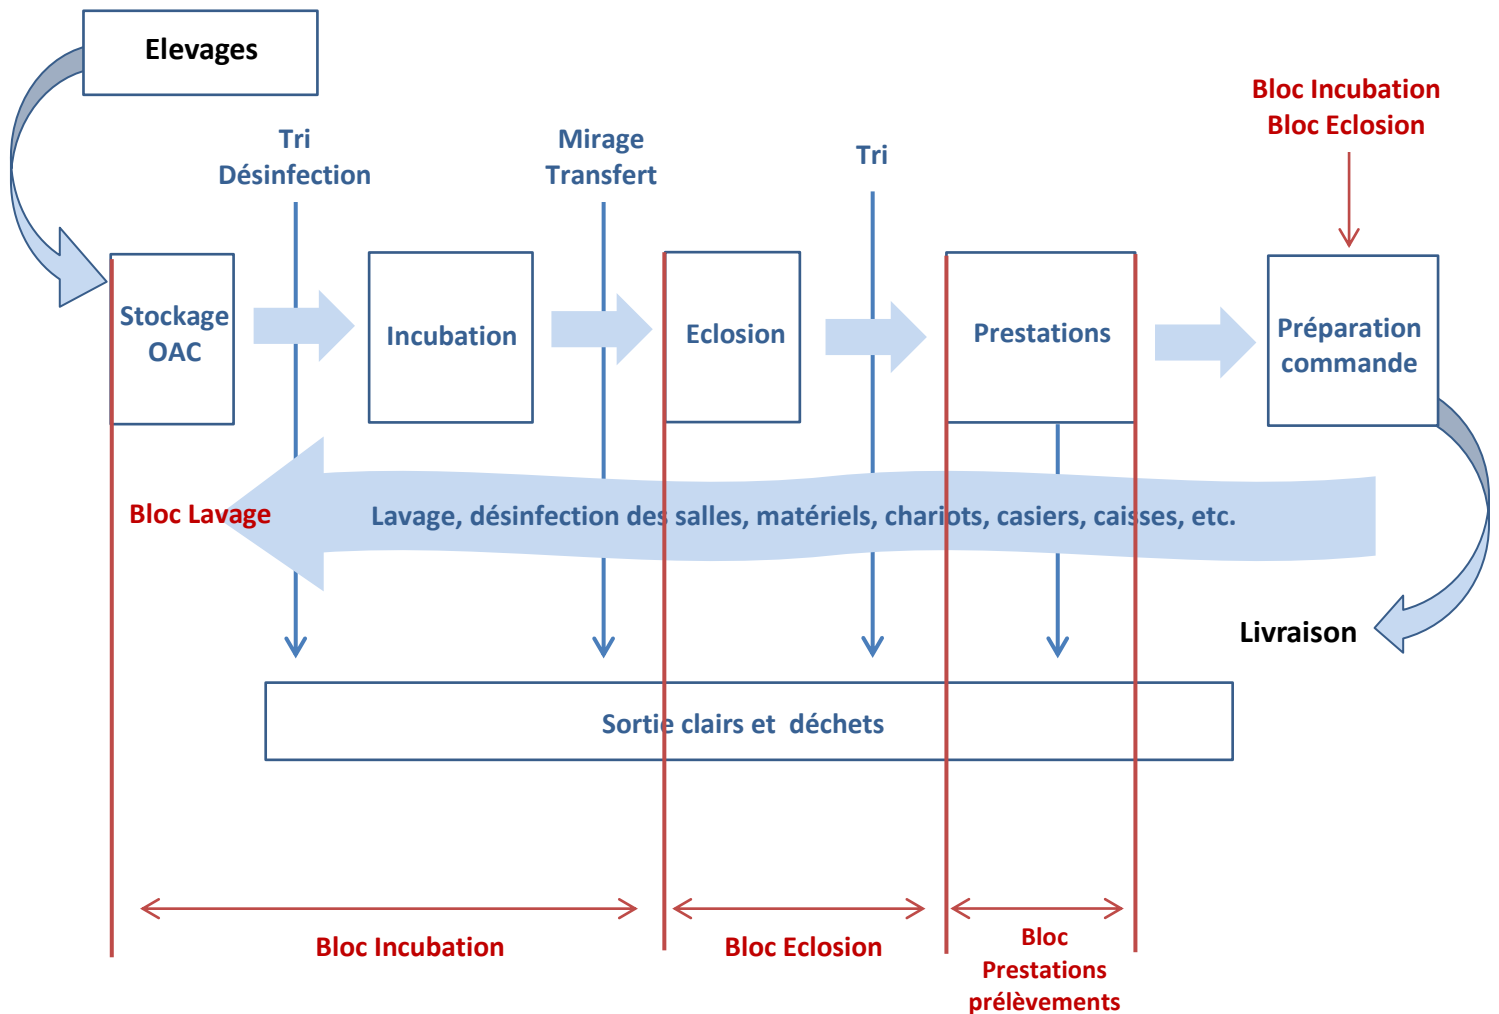 Elevages
Bloc Incubation
Bloc Eclosion
Tri
Désinfection
Mirage
Transfert
Tri
Stockage
OAC
Incubation
Eclosion
Prestations
Préparation
commande
Bloc Lavage
Lavage, désinfection des salles, matériels, chariots, casiers, caisses, etc.
Livraison
Sortie clairs et déchets
Bloc Incubation
Bloc Eclosion
Bloc
Prestations
prélèvements